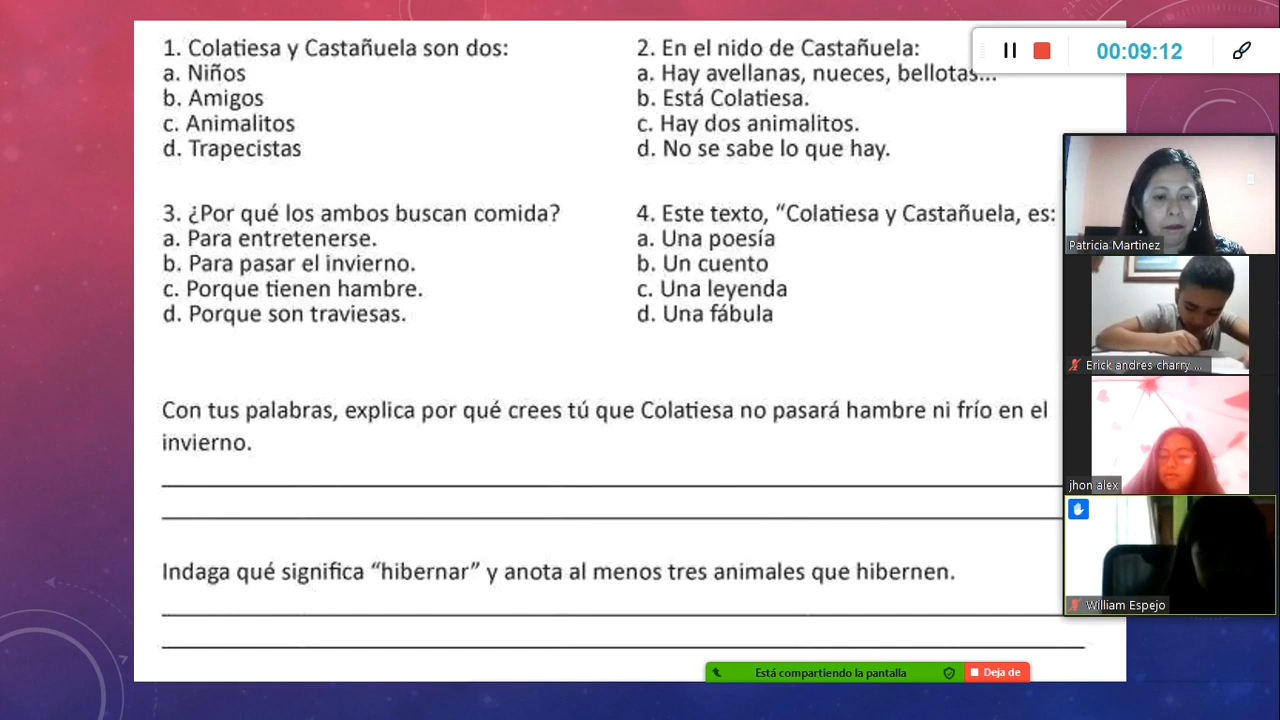 1. Colatiesa y Castañuela son dos:
a. Niños
b. Amigos
c. Animalitos
d. Trapecistas
2. En el nido de Castañuela:
a. Hay avellanas, nueces, bellotas...
b. Está Colatiesa.
c. Hay dos animalitos.
d. No se sabe lo que hay.
3. ¿Por qué los ambos buscan comida?
a. Para entretenerse.
b. Para pasar el invierno.
c. Porque tienen hambre.
d. Porque son traviesas.
4. Este texto, “Colatiesa y Castañuela, es:
a. Una poesía
b. Un cuento
c. Una leyenda
d. Una fábula
Con tus palabras, explica por qué crees tú que Colatiesa no pasará hambre ni frío en el
invierno.
Indaga qué significa “hibernar” y anota al menos tres animales que hibernen.
00:09:12
Patricia Martinez
Erick andres charry ...
jhon alex
William Espejo
Está compartiendo la pantalla
Deja de